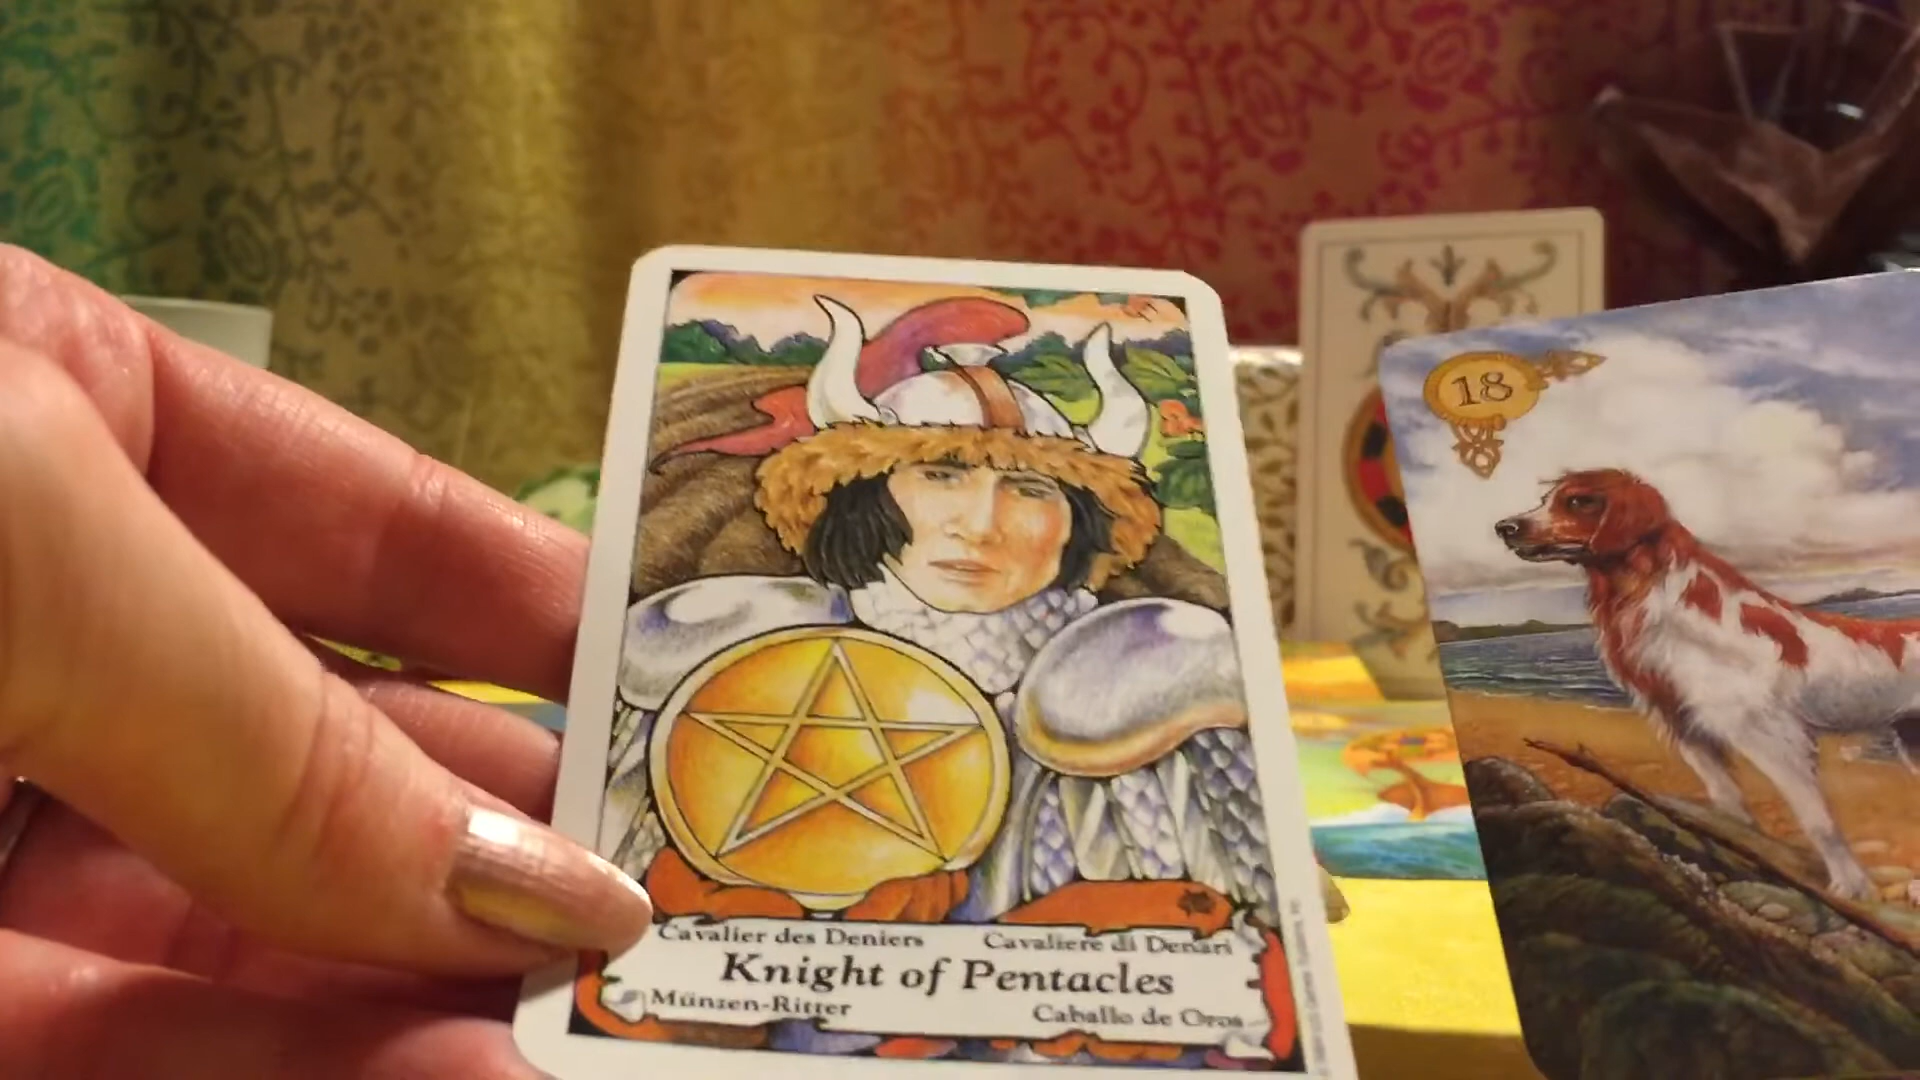 18
Cavalier des Deniers
Cavaliere di Denari
Knight of Pentacles
Münzen-Ritter
Caballo de Oros